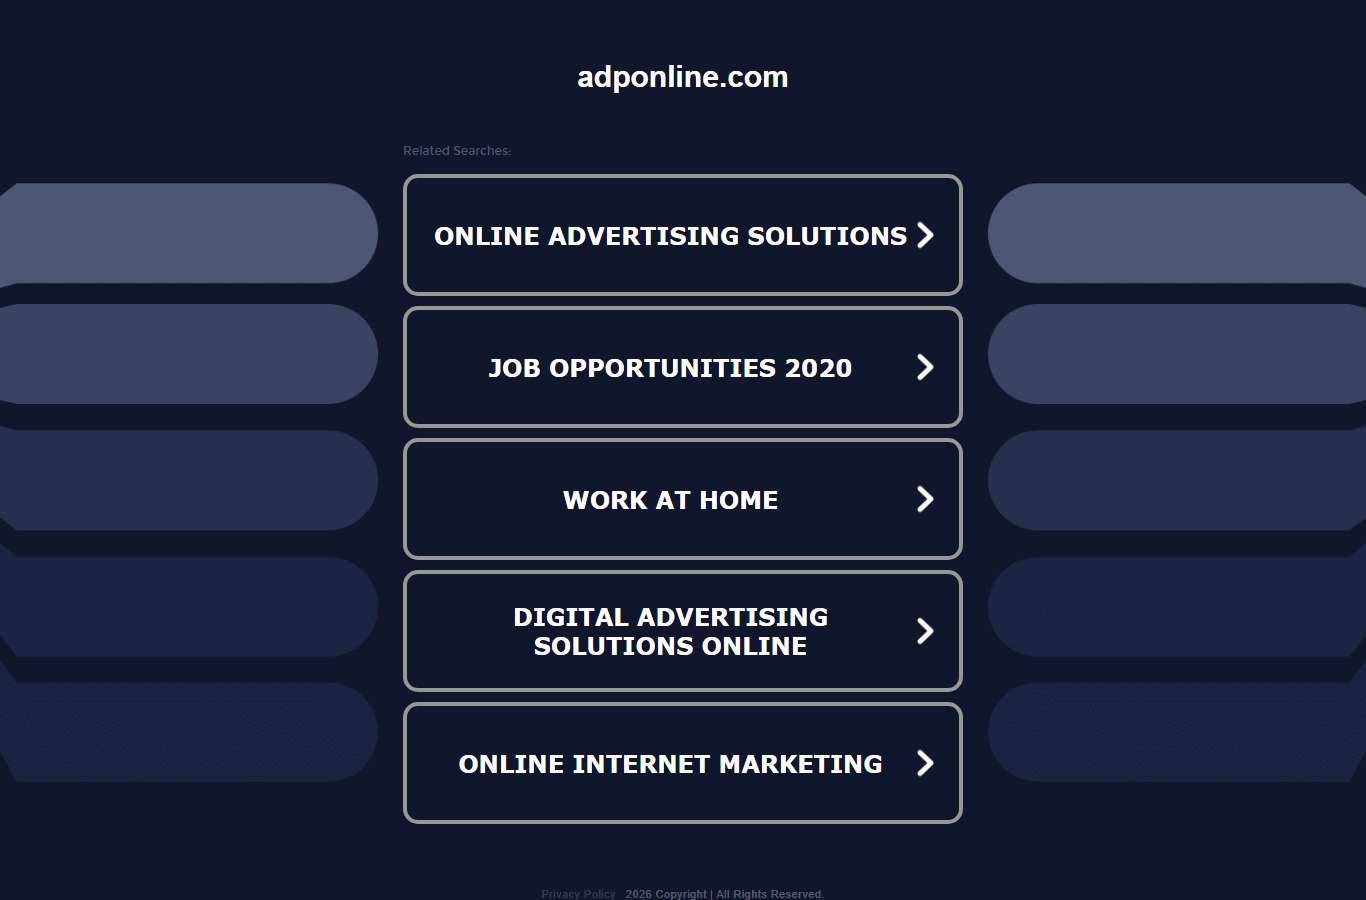 adponline.com
Related Searches:
ONLINE ADVERTISING SOLUTIONS
JOB OPPORTUNITIES 2020
WORK AT HOME
DIGITAL ADVERTISING
SOLUTIONS ONLINE
ONLINE INTERNET MARKETING
Privacy Policy 2026 Copyright | All Rights Reserved.